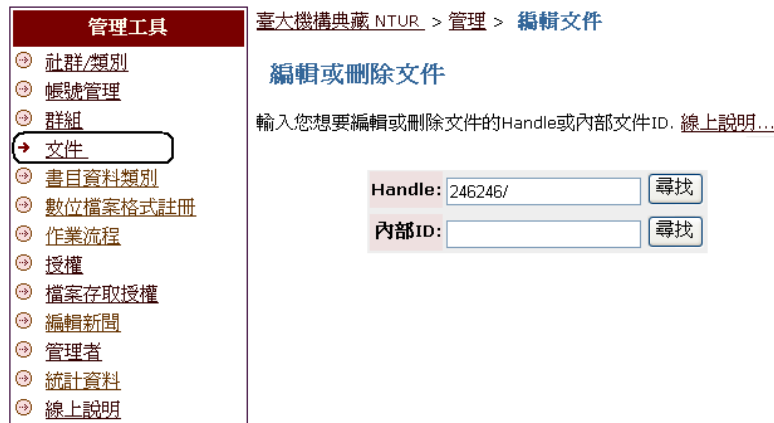 管理工具
社群/類別
帳號管理
群組
文件
書目資料類別
數位檔案格式註冊
作業流程
授權
檔案存取授權
編輯新聞
管理者
統計資料
線上說明
臺大機構典藏 NTUR > 管理 > 編輯文件
編輯或刪除文件
輸入您想要編輯或刪除文件的Handle或內部文件ID. 線上說明...
Handle: 246246/ 尋找
內部ID: 尋找